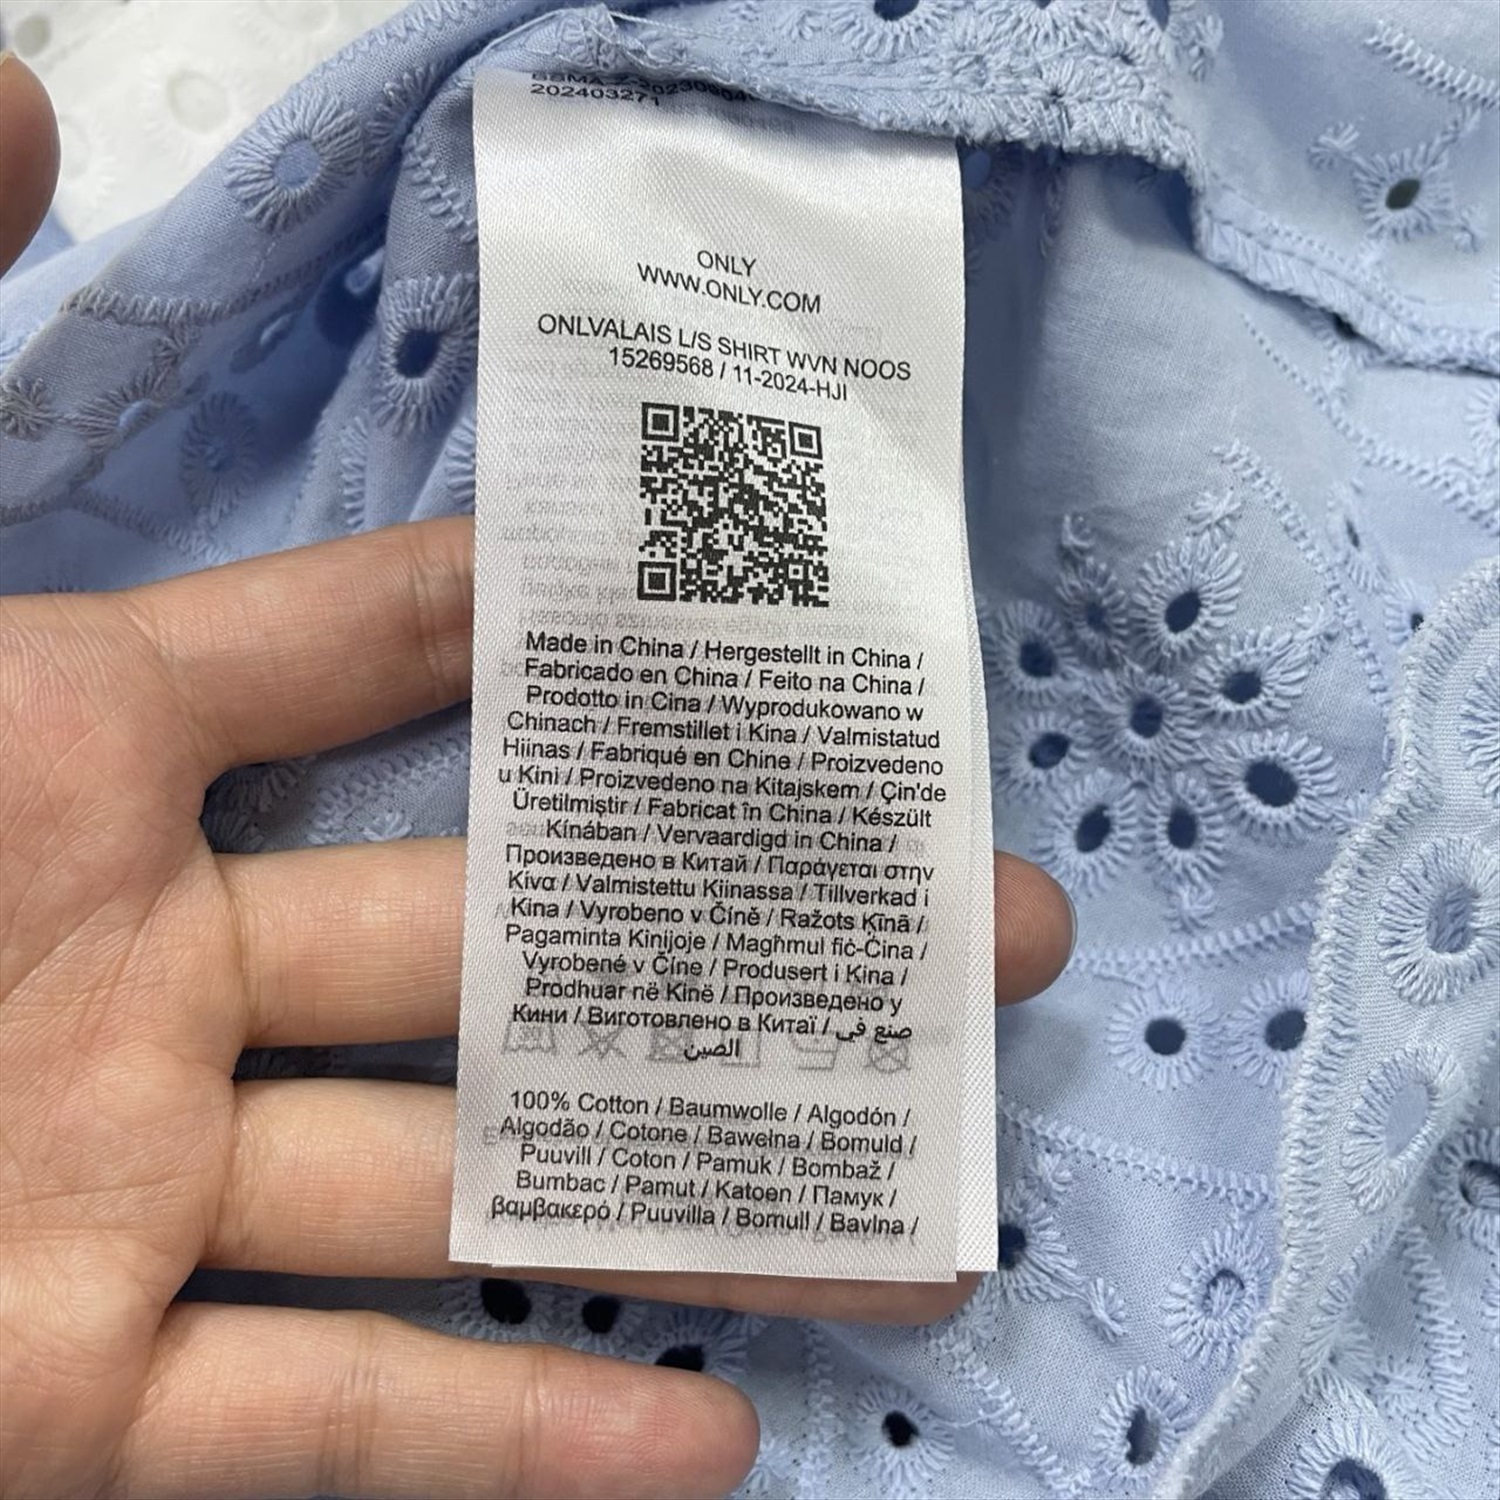 202403271
ONLY
WWW.ONLY.COM
ONLVALAIS L/S SHIRT WVN NOOS
15269568 / 11-2024-HJI
Made in China / Hergestellt in China /
Fabricado en China / Feito na China /
Prodotto in Cina / Wyprodukowano w
Chinach / Fremstillet i Kina / Valmistatud
Hiinas / Fabriqué en Chine / Proizvedeno
u Kini / Proizvedeno na Kitajskem / Çin'de
Üretilmiştir / Fabricat în China / Készült
Kínában / Vervaardigd in China /
Произведено в Китай / Παράγεται στην
Κίνα / Valmistettu Kiinassa / Tillverkad i
Kina / Vyrobeno v Číně / Ražots Ķīnā /
Pagaminta Kinijoje / Magħmul fiċ-Ċina /
Vyrobené v Číne / Produsert i Kina /
Prodhuar në Kinë / Произведено у
Кини / Виготовлено в Китаї / صنع في
الصين
100% Cotton / Baumwolle / Algodón /
Algodão / Cotone / Bawełna / Bomuld /
Puuvill / Coton / Pamuk / Bombaž /
Bumbac / Pamut / Katoen / Памук /
βαμβακερό / Puuvilla / Bomull / Bavlna /